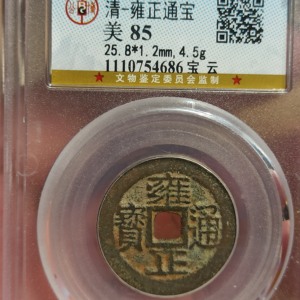 清-雍正通宝
美 85
25.8*1.2mm,4.5g
1110754686 宝云
★文物鉴定委员会监制★
雍正通寶